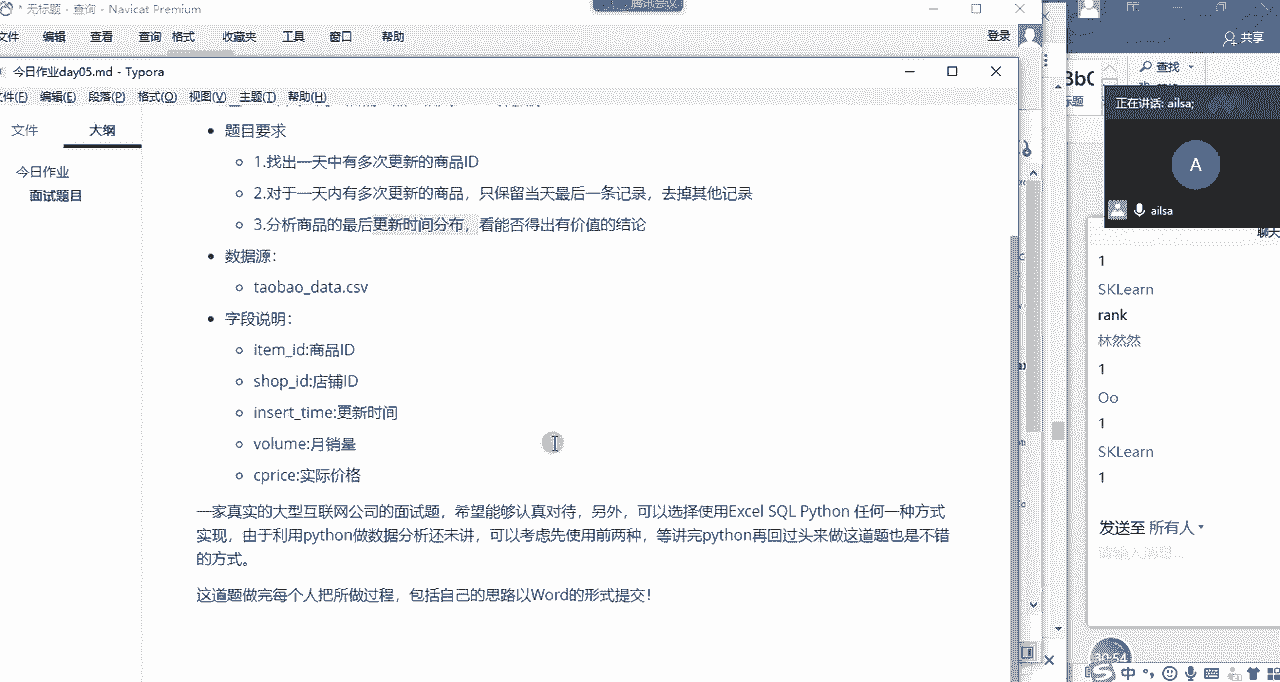 * 无标题 - 查询 - Navicat Premium
腾讯会议
文件 编辑 查看 查询 格式 收藏夹 工具 窗口 帮助 登录
共享
今日作业day05.md - Typora
查找
文件(F) 编辑(E) 段落(P) 格式(O) 视图(V) 主题(T) 帮助(H)
正在讲话: ailsa;
文件 大纲
今日作业
面试题目
题目要求
1.找出一天中有多次更新的商品ID
2.对于一天内有多次更新的商品，只保留当天最后一条记录，去掉其他记录
3.分析商品的最后更新时间分布，看能否得出有价值的结论
数据源：
taobao_data.csv
字段说明：
item_id:商品ID
shop_id:店铺ID
insert_time:更新时间
volume:月销量
cprice:实际价格
一家真实的大型互联网公司的面试题，希望能够认真对待，另外，可以选择使用Excel SQL Python 任何一种方式
实现，由于利用python做数据分析还未讲，可以考虑先使用前两种，等讲完python再回过头来做这道题也是不错
的方式。
这道题做完每个人把所做过程，包括自己的思路以Word的形式提交！
A
ailsa
聊天
1
SKLearn
rank
林然然
1
Oo
1
SKLearn
1
发送至 所有人
中